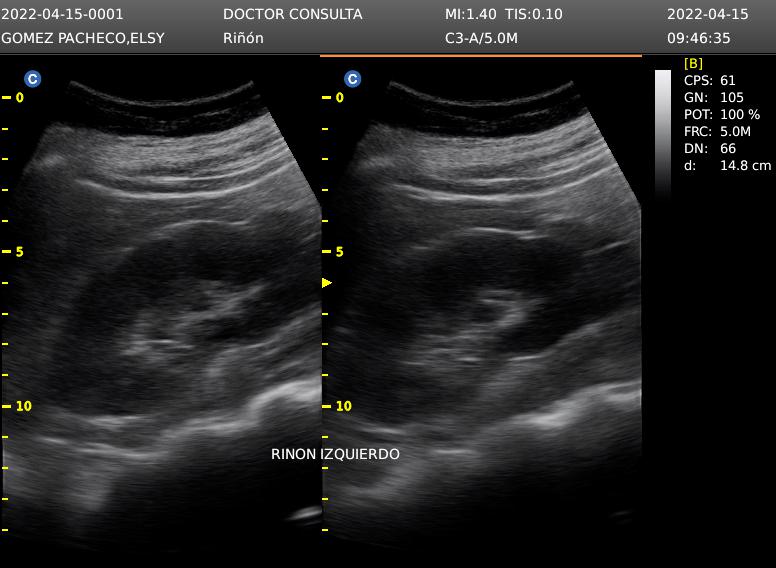 2022-04-15-0001 DOCTOR CONSULTA MI:1.40 TIS:0.10 2022-04-15
GOMEZ PACHECO,ELSY Riñón C3-A/5.0M 09:46:35
[B]
CPS: 61
GN: 105
POT: 100 %
FRC: 5.0M
DN: 66
d: 14.8 cm
C C
0 0
5 5
10 10
RINON IZQUIERDO